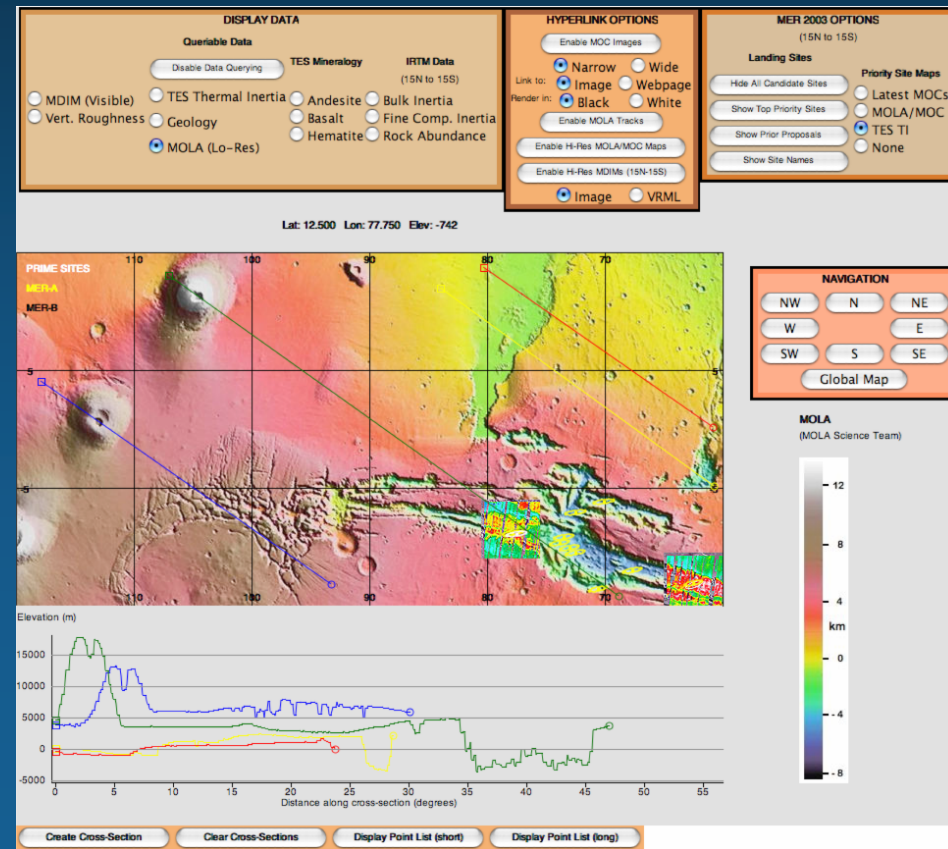 DISPLAY DATA
Queriable Data
Disable Data Querying
TES Mineralogy
IRTM Data
(15N to 15S)
MDIM (Visible)
Vert. Roughness
TES Thermal Inertia
Geology
MOLA (Lo-Res)
Andesite
Basalt
Hematite
Bulk Inertia
Fine Comp. Inertia
Rock Abundance
HYPERLINK OPTIONS
Enable MOC Images
Narrow Wide
Link to: Image Webpage
Render in: Black White
Enable MOLA Tracks
Enable Hi-Res MOLA/MOC Maps
Enable Hi-Res MDIMs (15N-15S)
Image VRML
MER 2003 OPTIONS
(15N to 15S)
Landing Sites
Hide All Candidate Sites
Show Top Priority Sites
Show Prior Proposals
Show Site Names
Priority Site Maps
Latest MOCs
MOLA/MOC
TES TI
None
Lat: 12.500 Lon: 77.750 Elev: -742
110 100 90 80 70
PRIME SITES
MER-A
MER-B
5 5
-5 -5
110 100 90 80 70
NAVIGATION
NW N NE
W E
SW S SE
Global Map
MOLA
(MOLA Science Team)
12
8
4
km
0
-4
-8
Elevation (m)
15000
10000
5000
0
-5000
0 5 10 15 20 25 30 35 40 45 50 55
Distance along cross-section (degrees)
Create Cross-Section Clear Cross-Sections Display Point List (short) Display Point List (long)